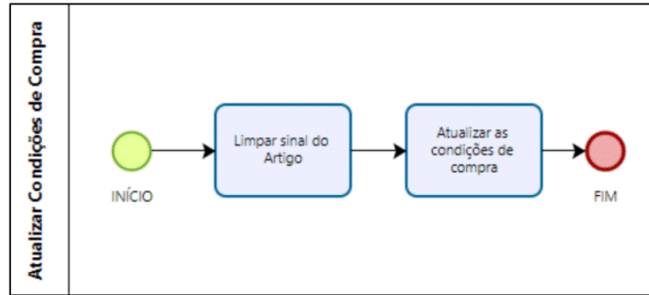 Atualizar Condições de Compra
INÍCIO
Limpar sinal do
Artigo
Atualizar as
condições de
compra
FIM